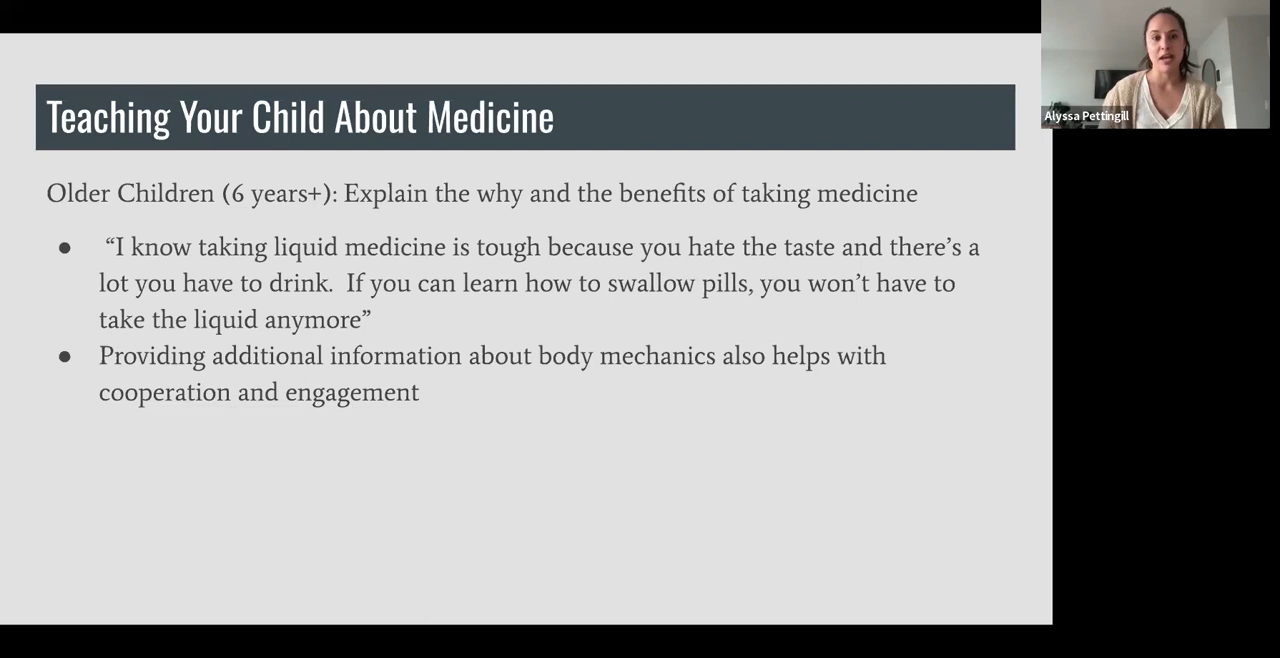 Teaching Your Child About Medicine
Alyssa Pettingill
Older Children (6 years+): Explain the why and the benefits of taking medicine
● “I know taking liquid medicine is tough because you hate the taste and there’s a
lot you have to drink.  If you can learn how to swallow pills, you won’t have to
take the liquid anymore”
● Providing additional information about body mechanics also helps with
cooperation and engagement